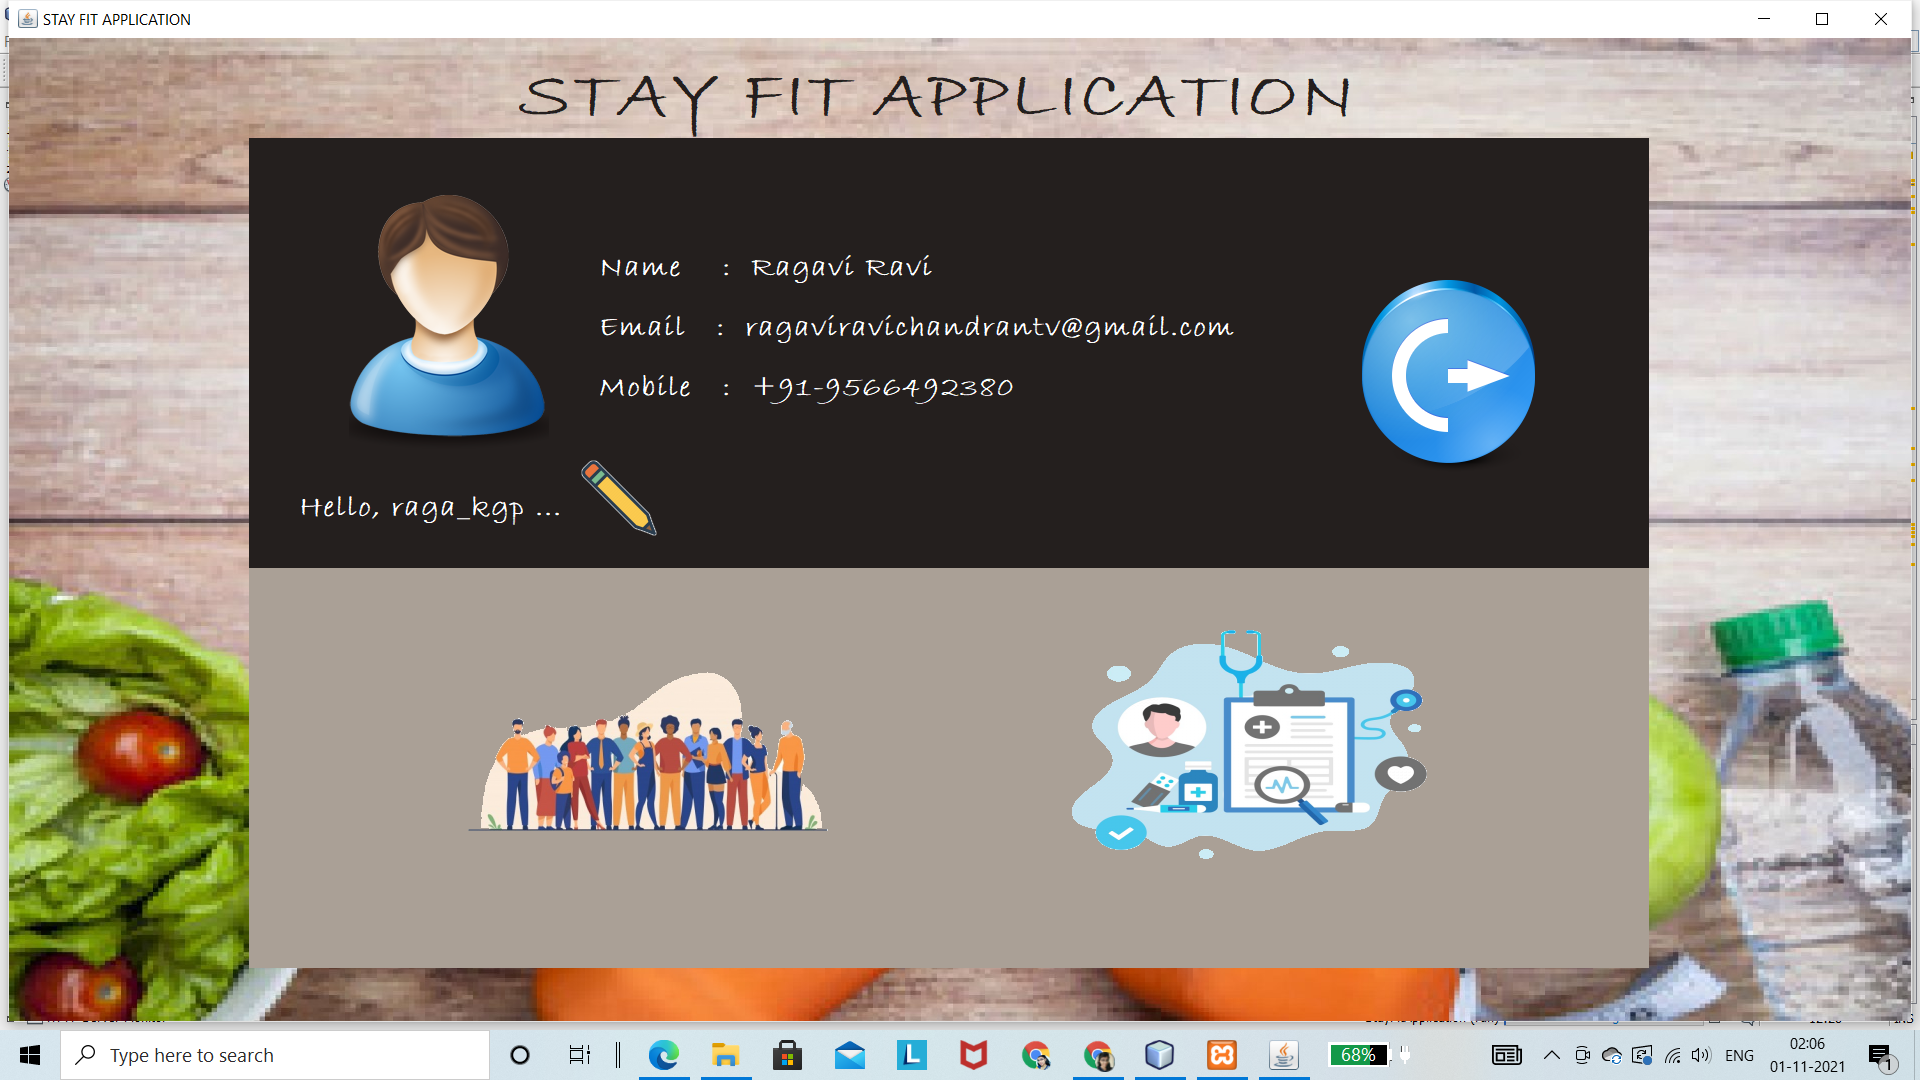 STAY FIT APPLICATION
STAY FIT APPLICATION
Name : Ragavi Ravi
Email : ragaviravichandrantv@gmail.com
Mobile : +91-9566492380
Hello, raga_kgp ...
Type here to search
L
68%
ENG
02:06
01-11-2021
1